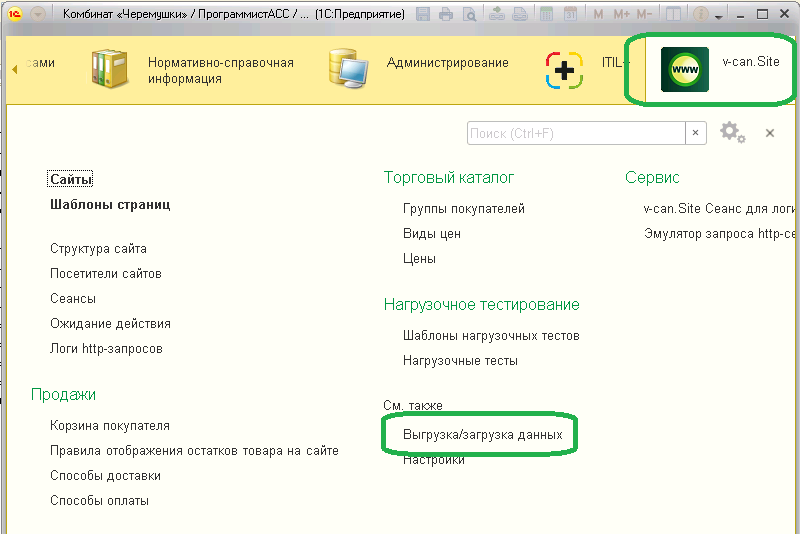 Комбинат «Черемушки» / ПрограммистАСС / ... (1С:Предприятие)
M M+ M-
сами
Нормативно-справочная
информация
Администрирование
ITIL
www
v-can.Site
Поиск (Ctrl+F)
Сайты
Шаблоны страниц
Структура сайта
Посетители сайтов
Сеансы
Ожидание действия
Логи http-запросов
Продажи
Корзина покупателя
Правила отображения остатков товара на сайте
Способы доставки
Способы оплаты
Торговый каталог
Группы покупателей
Виды цен
Цены
Нагрузочное тестирование
Шаблоны нагрузочных тестов
Нагрузочные тесты
См. также
Выгрузка/загрузка данных
Настройки
Сервис
v-can.Site Сеанс для логи
Эмулятор запроса http-се